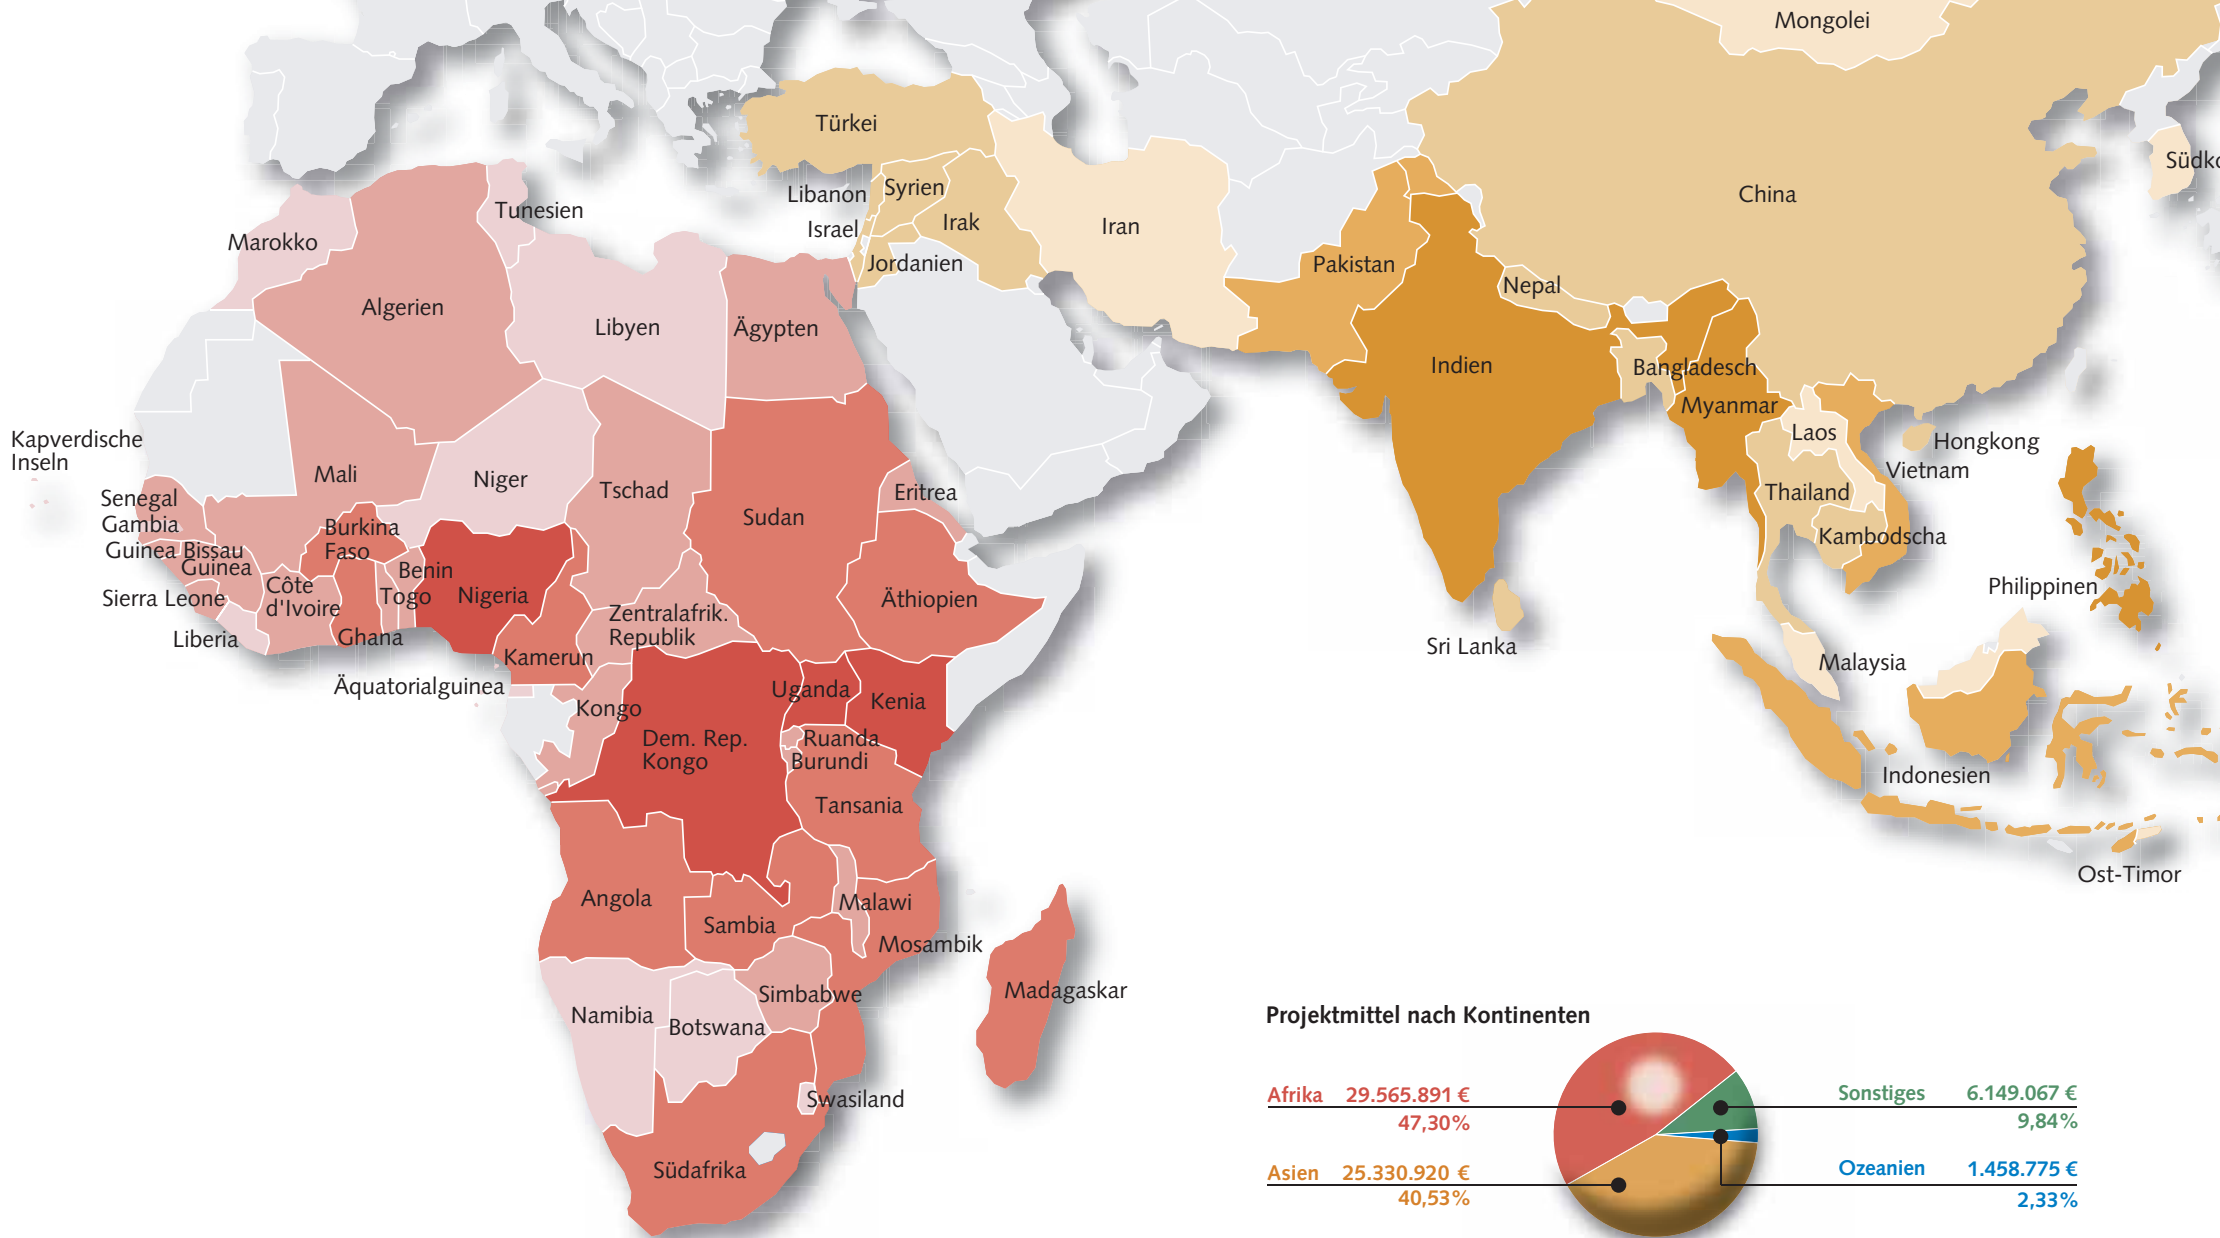 Mongolei
Türkei
Südko
Libanon
Syrien
China
Tunesien
Irak
Iran
Marokko
Israel
Jordanien
Pakistan
Nepal
Algerien
Libyen
Ägypten
Indien
Bangladesch
Myanmar
Laos
Hongkong
Kapverdische
Inseln
Mali
Niger
Tschad
Eritrea
Vietnam
Thailand
Senegal
Gambia
Burkina
Faso
Sudan
Kambodscha
Guinea Bissau
Guinea
Benin
Côte
d'Ivoire
Togo
Nigeria
Sierra Leone
Äthiopien
Philippinen
Zentralafrik.
Republik
Liberia
Ghana
Sri Lanka
Kamerun
Malaysia
Äquatorialguinea
Uganda
Kenia
Kongo
Dem. Rep.
Kongo
Ruanda
Burundi
Indonesien
Tansania
Ost-Timor
Angola
Malawi
Sambia
Mosambik
Madagaskar
Simbabwe
Namibia
Botswana
Swasiland
Südafrika
Projektmittel nach Kontinenten
Afrika 29.565.891 €
47,30%
Asien 25.330.920 €
40,53%
Sonstiges 6.149.067 €
9,84%
Ozeanien 1.458.775 €
2,33%